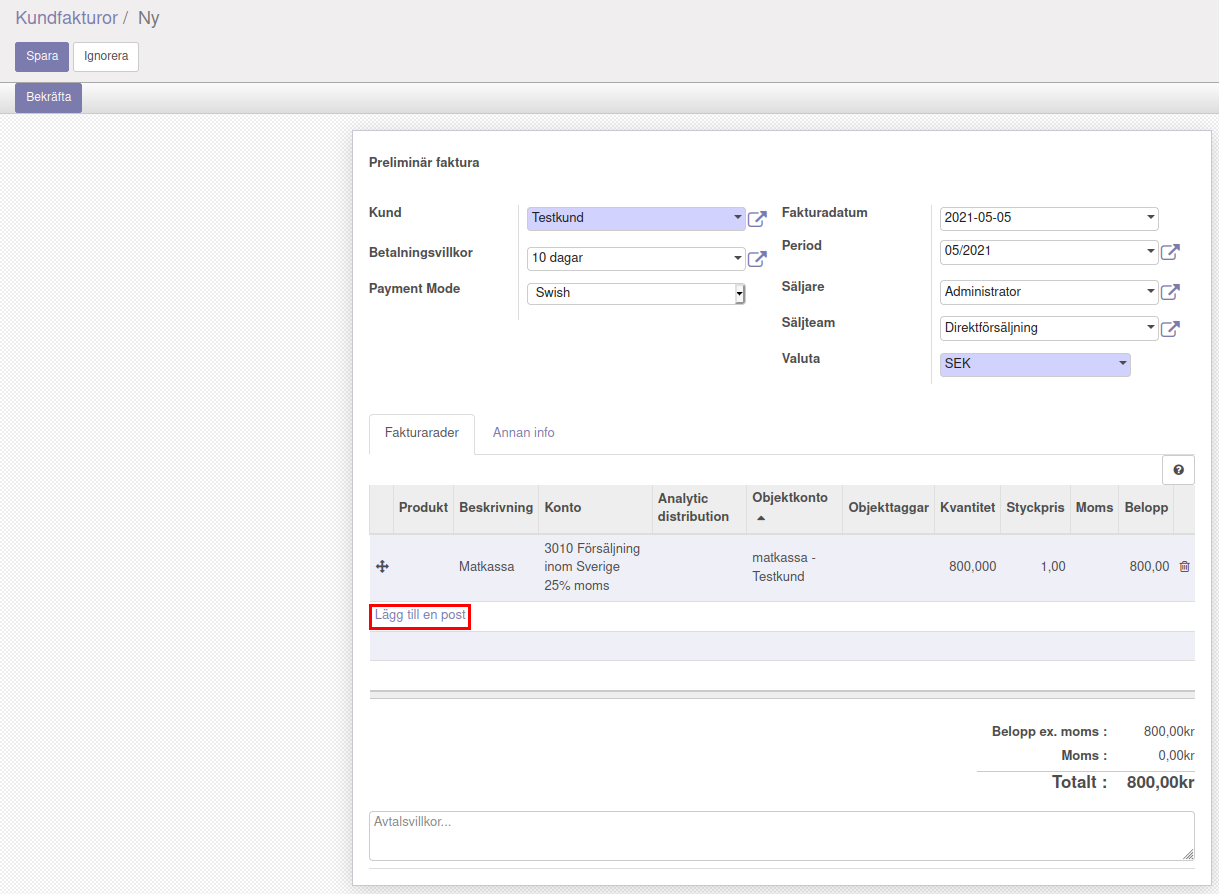 Kundfakturor / Ny
Spara Ignorera
Bekräfta
Preliminär faktura
Kund Testkund
Betalningsvillkor 10 dagar
Payment Mode Swish
Fakturadatum 2021-05-05
Period 05/2021
Säljare Administrator
Säljteam Direktförsäljning
Valuta SEK
Fakturarader Annan info
Produkt Beskrivning Konto Analytic distribution Objektkonto Objekttaggar Kvantitet Styckpris Moms Belopp
Matkassa 3010 Försäljning inom Sverige 25% moms matkassa - Testkund 800,000 1,00 800,00
Lägg till en post
Belopp ex. moms : 800,00kr
Moms : 0,00kr
Totalt : 800,00kr
Avtalsvillkor...